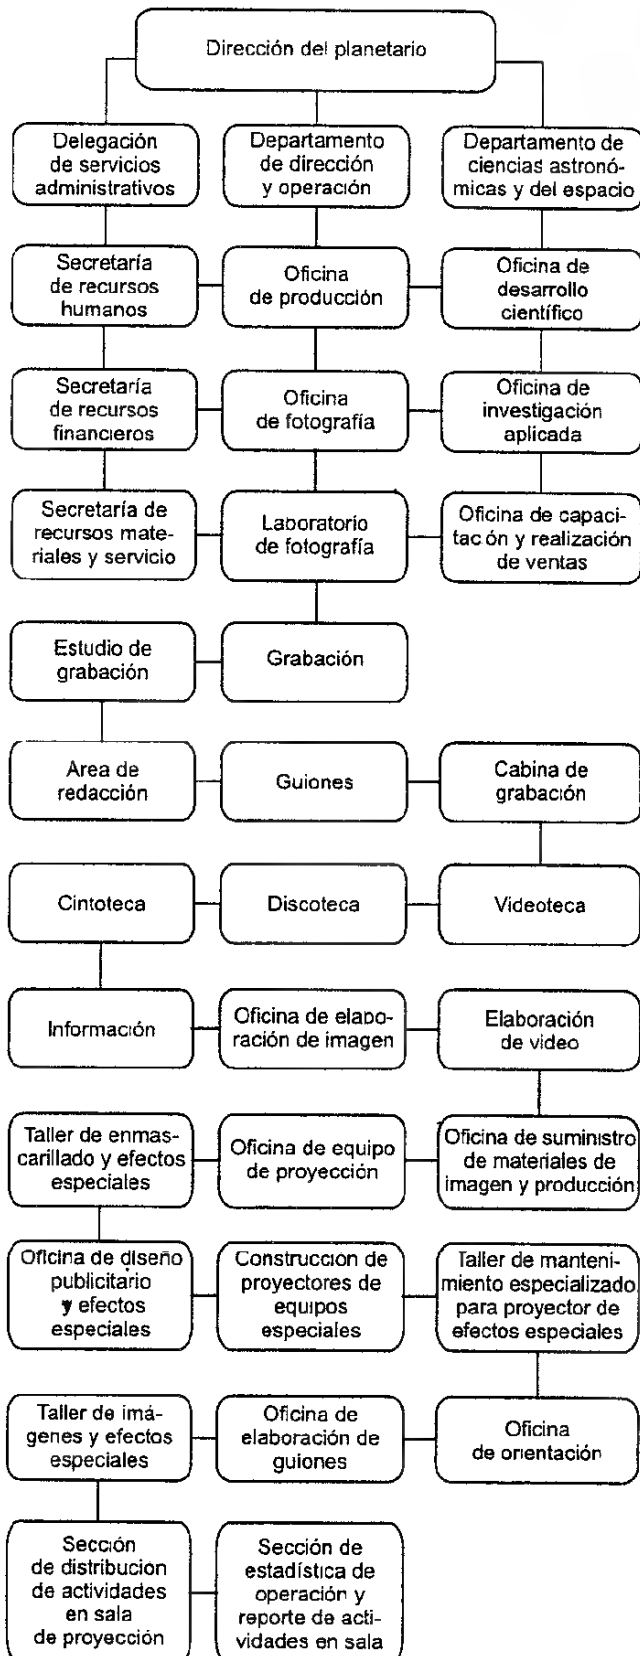 Dirección del planetario
Delegación
de servicios
administrativos
Departamento
de dirección
y operación
Departamento de
ciencias astronó-
micas y del espacio
Secretaría
de recursos
humanos
Oficina
de producción
Oficina de
desarrollo
científico
Secretaría
de recursos
financieros
Oficina
de fotografía
Oficina de
investigación
aplicada
Secretaría de
recursos mate-
riales y servicio
Laboratorio
de fotografía
Oficina de capaci-
tación y realización
de ventas
Estudio de
grabación
Grabación
Area de
redacción
Guiones
Cabina de
grabación
Cintoteca
Discoteca
Videoteca
Información
Oficina de elabo-
ración de imagen
Elaboración
de video
Taller de enmas-
carillado y efectos
especiales
Oficina de equipo
de proyección
Oficina de suministro
de materiales de
imagen y producción
Oficina de diseño
publicitario
y efectos
especiales
Construcción de
proyectores de
equipos
especiales
Taller de manteni-
miento especializado
para proyector de
efectos especiales
Taller de imá-
genes y efectos
especiales
Oficina de
elaboración de
guiones
Oficina
de orientación
Sección
de distribución
de actividades
en sala
de proyección
Sección de
estadística de
operación y
reporte de acti-
vidades en sala